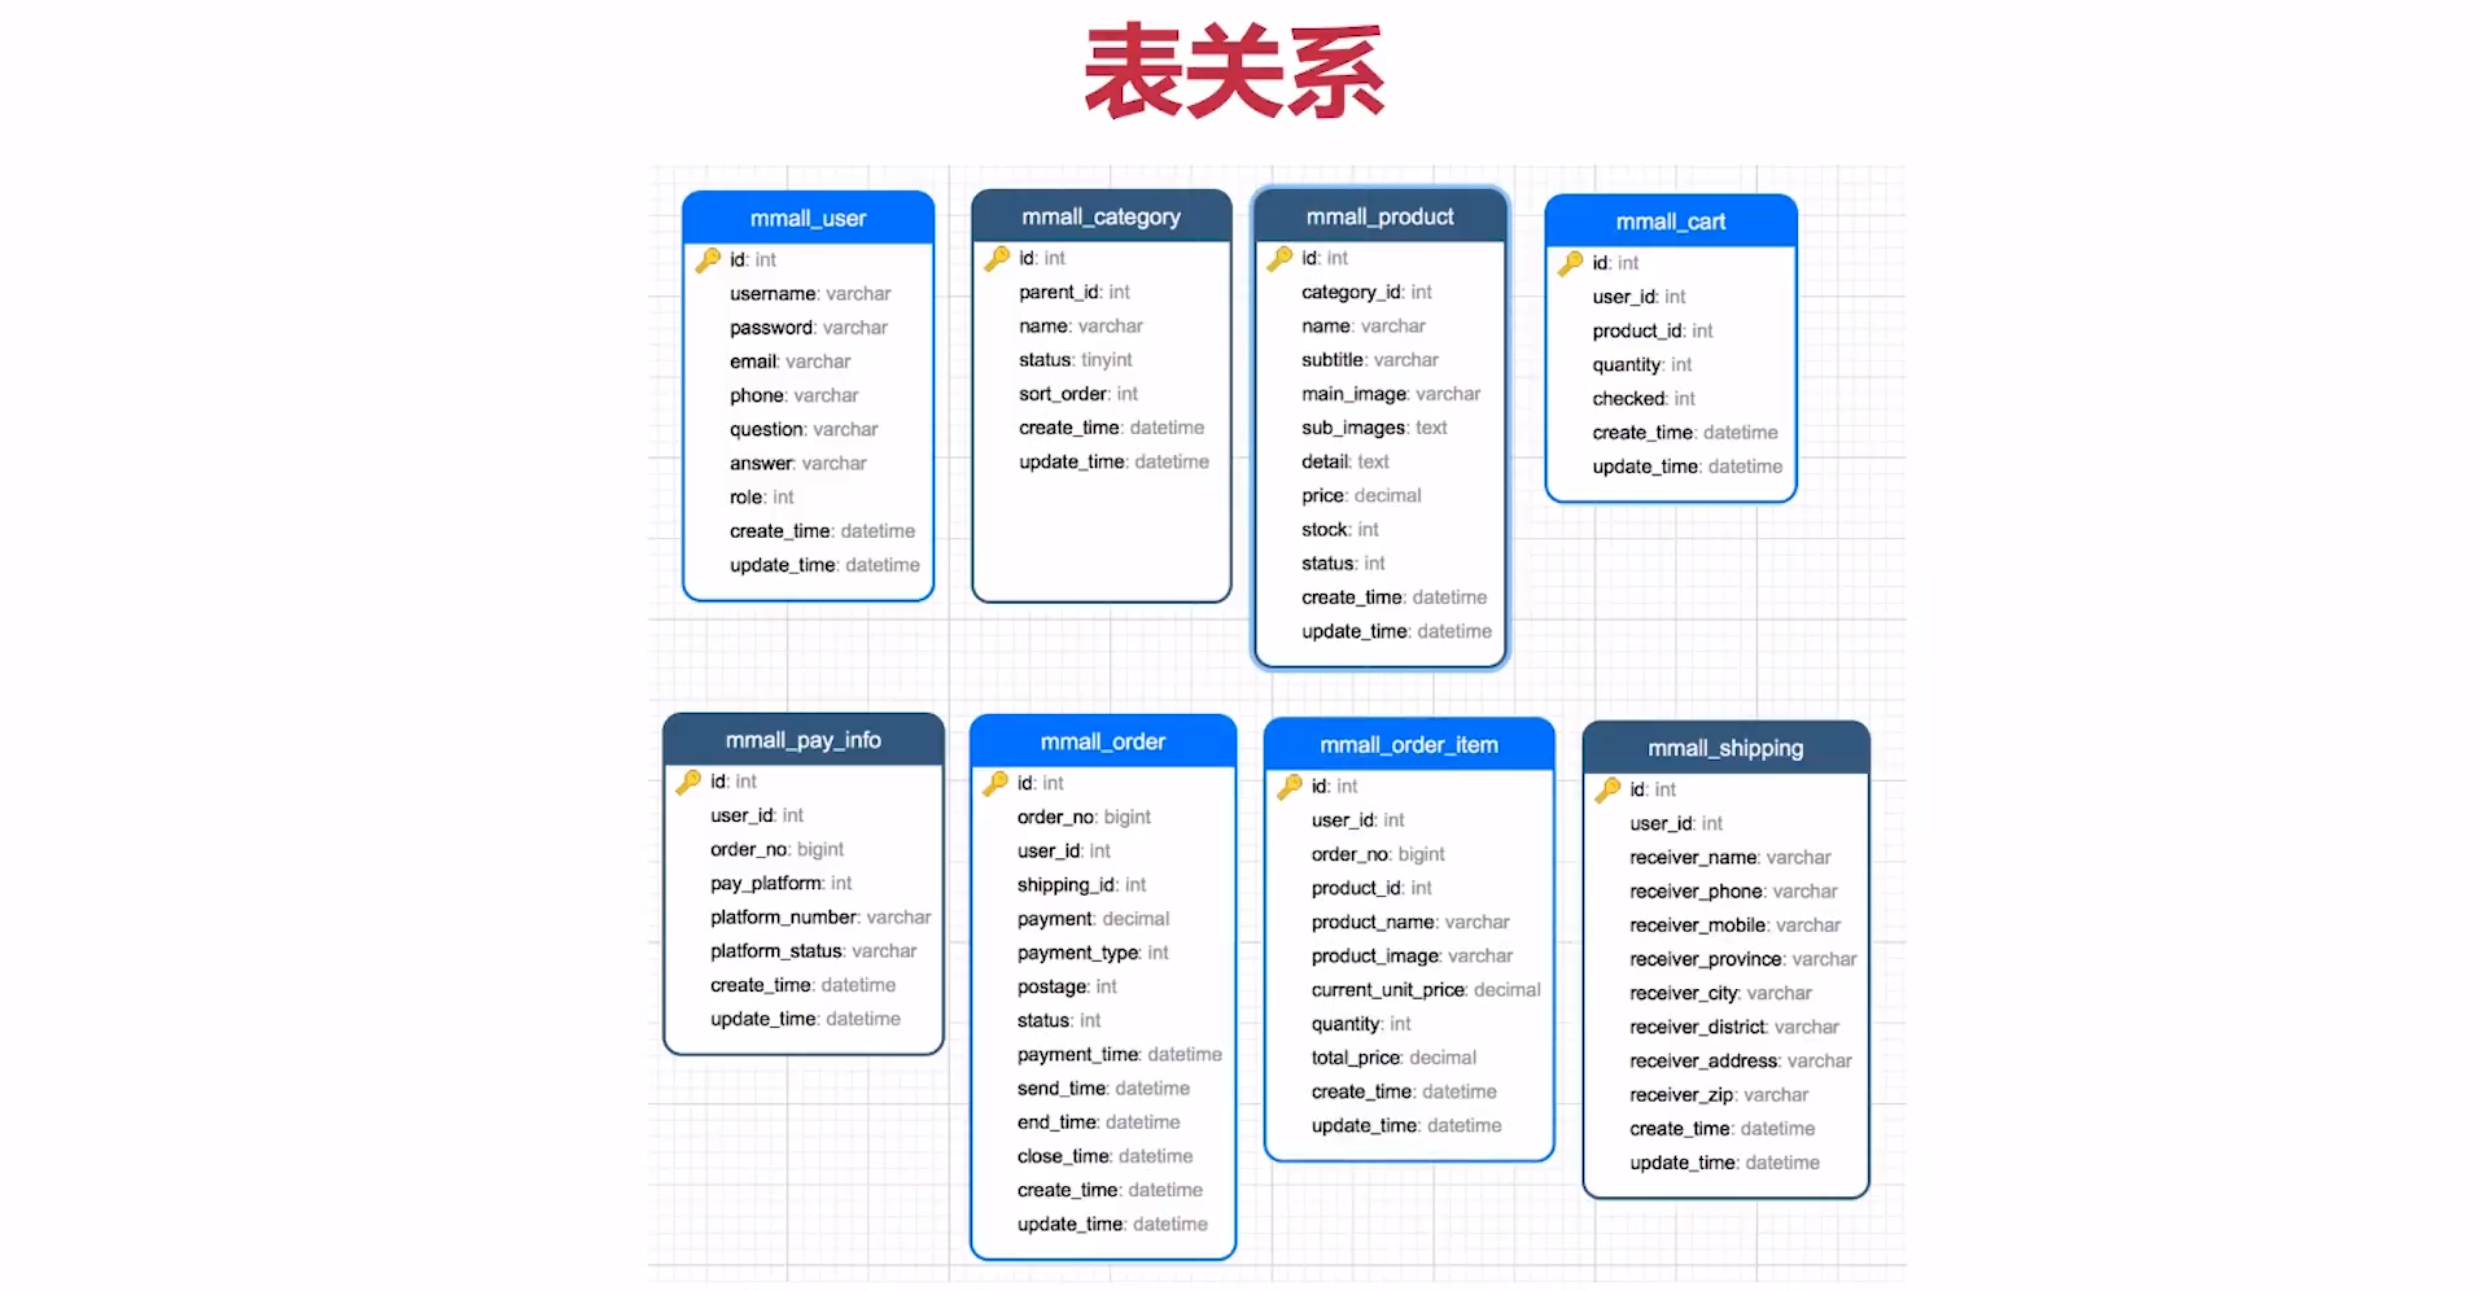 表关系
mmall_user
id: int
username: varchar
password: varchar
email: varchar
phone: varchar
question: varchar
answer: varchar
role: int
create_time: datetime
update_time: datetime
mmall_category
id: int
parent_id: int
name: varchar
status: tinyint
sort_order: int
create_time: datetime
update_time: datetime
mmall_product
id: int
category_id: int
name: varchar
subtitle: varchar
main_image: varchar
sub_images: text
detail: text
price: decimal
stock: int
status: int
create_time: datetime
update_time: datetime
mmall_cart
id: int
user_id: int
product_id: int
quantity: int
checked: int
create_time: datetime
update_time: datetime
mmall_pay_info
id: int
user_id: int
order_no: bigint
pay_platform: int
platform_number: varchar
platform_status: varchar
create_time: datetime
update_time: datetime
mmall_order
id: int
order_no: bigint
user_id: int
shipping_id: int
payment: decimal
payment_type: int
postage: int
status: int
payment_time: datetime
send_time: datetime
end_time: datetime
close_time: datetime
create_time: datetime
update_time: datetime
mmall_order_item
id: int
user_id: int
order_no: bigint
product_id: int
product_name: varchar
product_image: varchar
current_unit_price: decimal
quantity: int
total_price: decimal
create_time: datetime
update_time: datetime
mmall_shipping
id: int
user_id: int
receiver_name: varchar
receiver_phone: varchar
receiver_mobile: varchar
receiver_province: varchar
receiver_city: varchar
receiver_district: varchar
receiver_address: varchar
receiver_zip: varchar
create_time: datetime
update_time: datetime